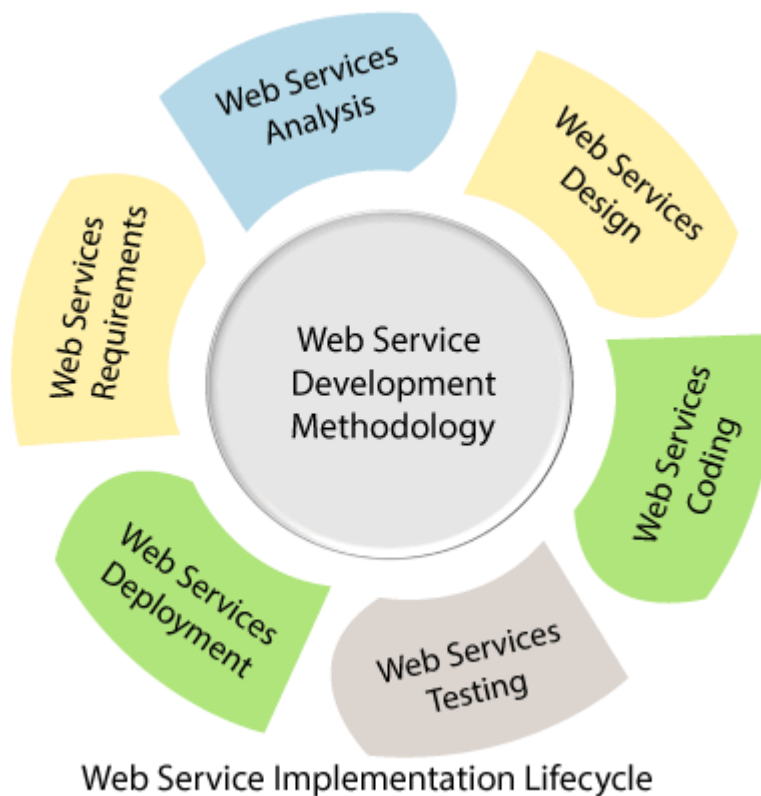 Web Services
Analysis
Web Services
Design
Web Services
Coding
Web Services
Testing
Web Services
Deployment
Web Services
Requirements
Web Service
Development
Methodology
Web Service Implementation Lifecycle